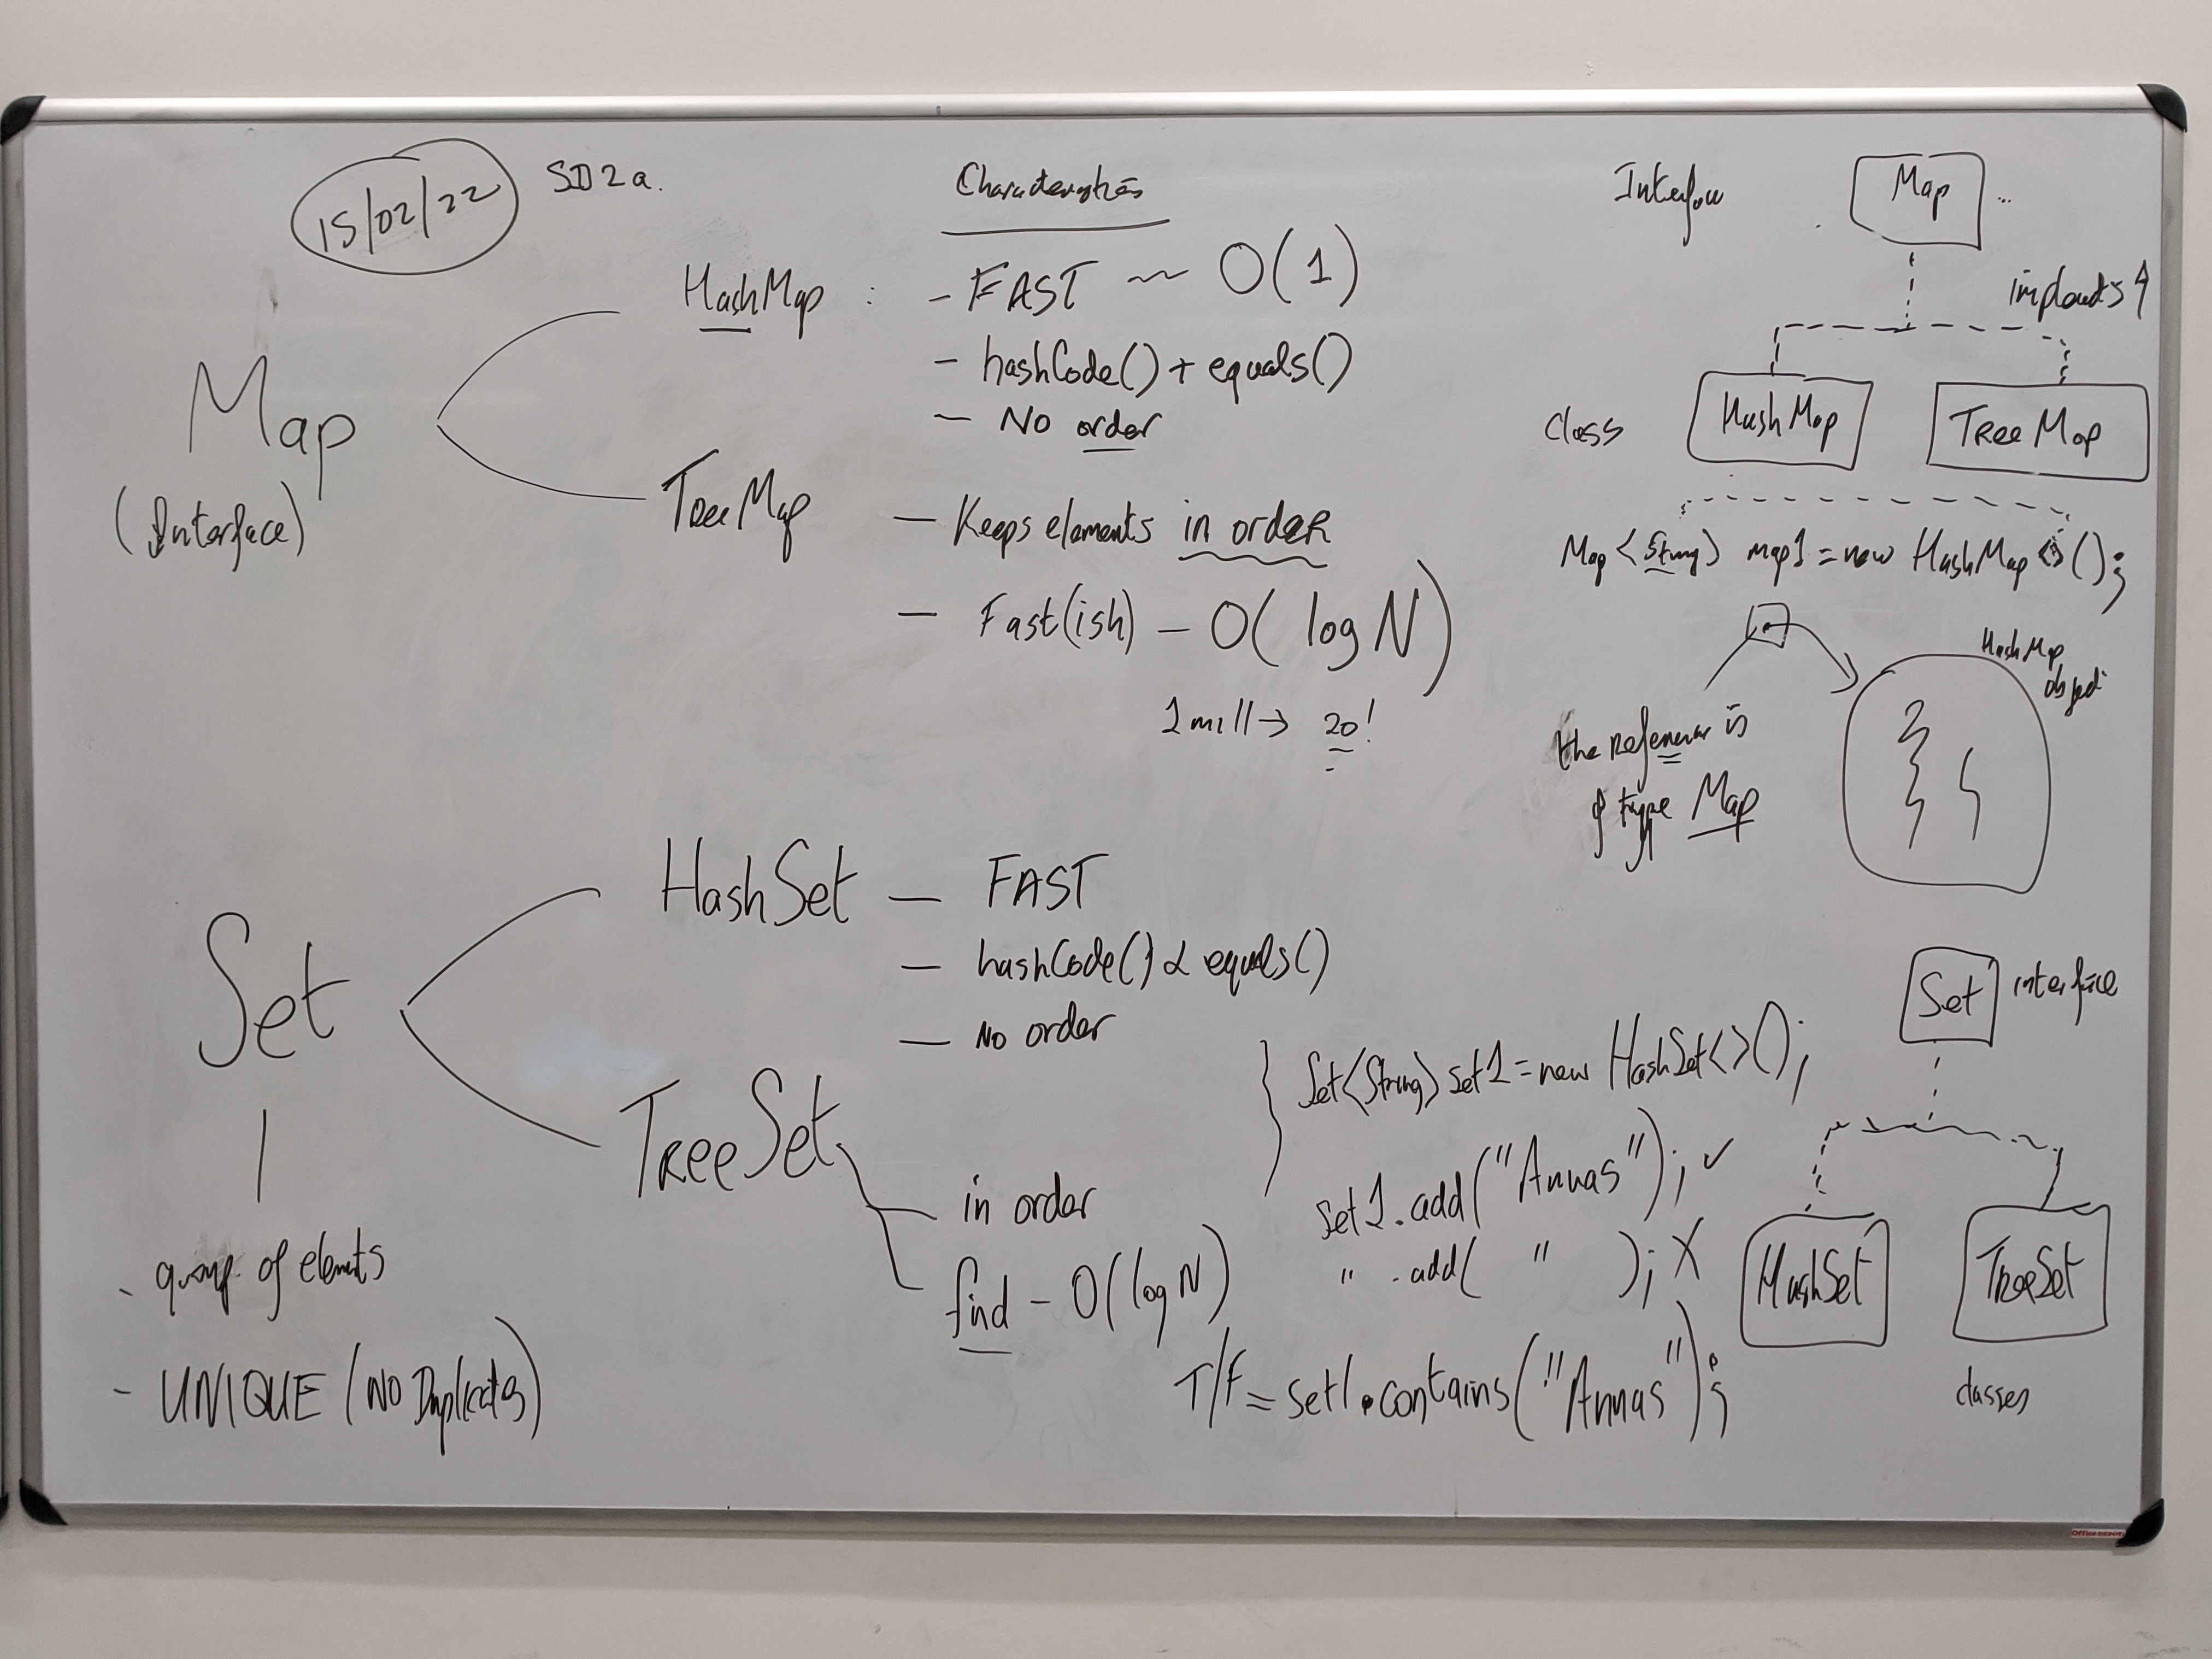 15/02/22 SD2a.
Characteristics
HashMap : - FAST ~ O(1)
- hashCode() + equals()
- No order
Map
(Interface)
TreeMap - Keeps elements in order
- Fast(ish) - O(log N)
1 mill → 20!
Interface Map ...
implements
Class HashMap TreeMap
Map<String> map1 = new HashMap<>();
HashMap
object
the reference is
of type Map
Set
HashSet - FAST
- hashCode() & equals()
- No order
TreeSet
in order
find - O(log N)
- group of elements
- UNIQUE (NO Duplicates)
Set interface
Set<String> set1 = new HashSet<>();
set1.add("Annas"); ✓
" .add( " ); X
T/F = set1.contains("Annas");
HashSet TreeSet
classes
Office DEPOT